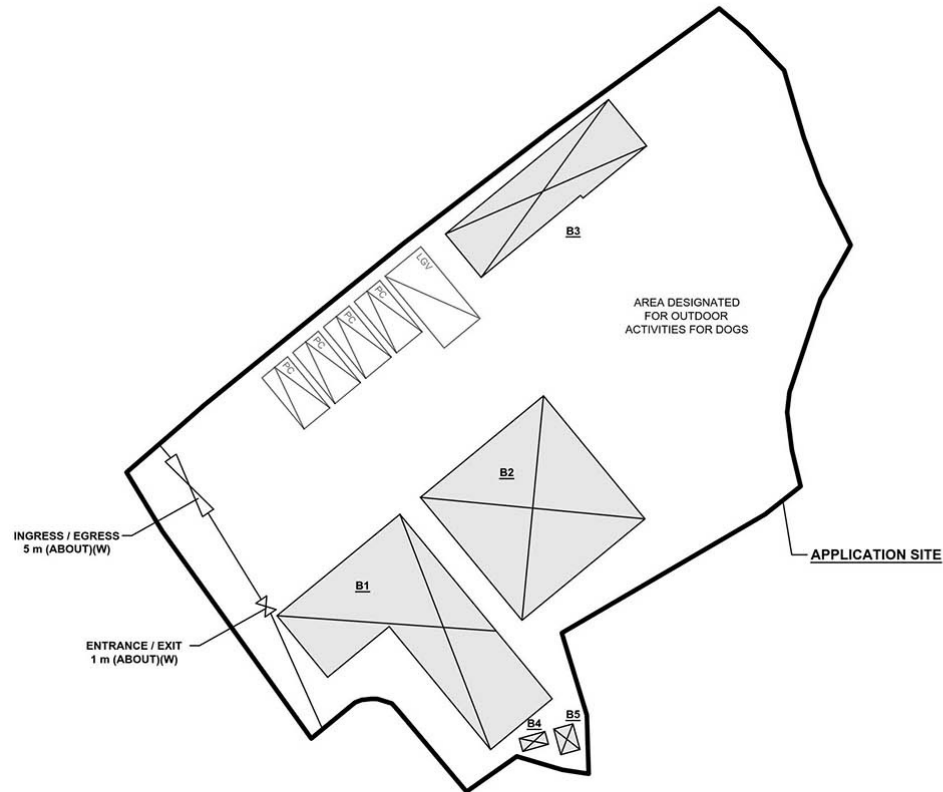 LGV
PC
PC
PC
PC
B3
AREA DESIGNATED
FOR OUTDOOR
ACTIVITIES FOR DOGS
B2
INGRESS / EGRESS
5 m (ABOUT)(W)
APPLICATION SITE
B1
ENTRANCE / EXIT
1 m (ABOUT)(W)
B4
B5